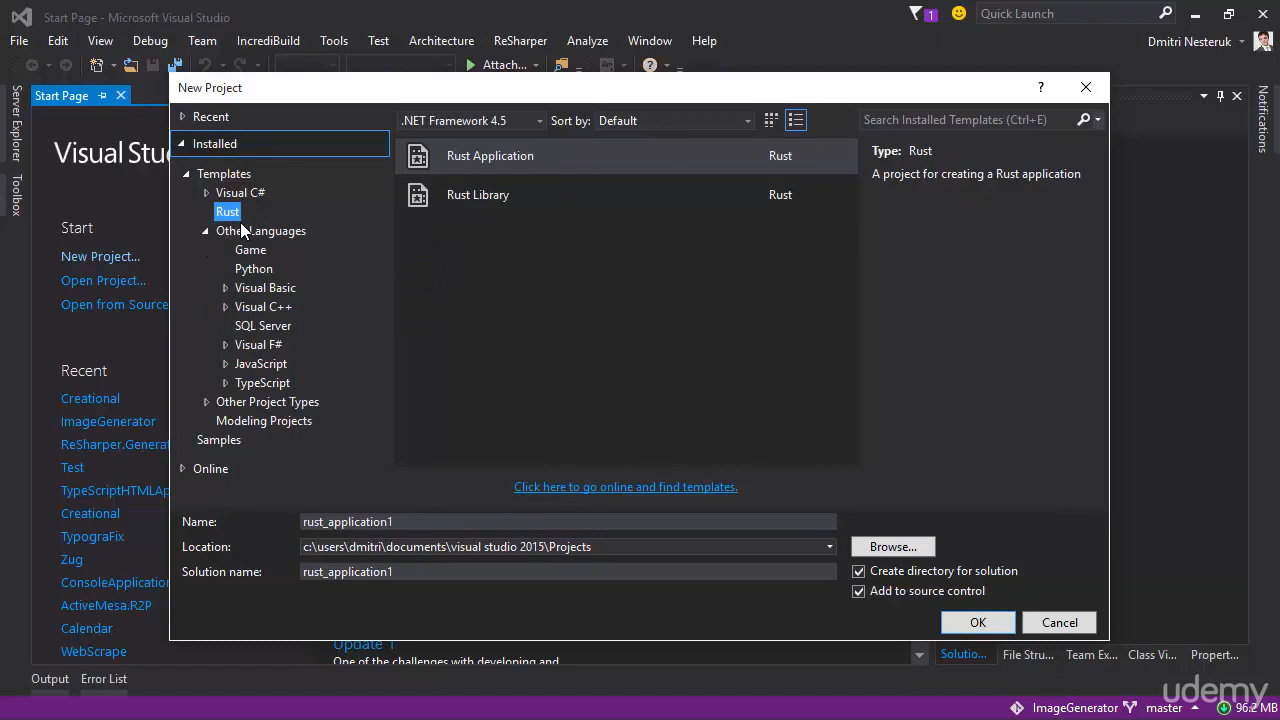 Start Page - Microsoft Visual Studio
1
Quick Launch (Ctrl+Q)
File Edit View Debug Team IncrediBuild Tools Test Architecture ReSharper Analyze Window Help
Dmitri Nesteruk
Attach...
Server Explorer
Toolbox
Start Page
Visual Stu
Start
New Project...
Open Project...
Open from Source
Recent
Creational
ImageGenerator
ReSharper.Genera
Test
TypeScriptHTMLAp
Creational
TypograFix
Zug
ConsoleApplication
ActiveMesa.R2P
Calendar
WebScrape
New Project
?
Recent
Installed
Templates
Visual C#
Rust
Other Languages
Game
Python
Visual Basic
Visual C++
SQL Server
Visual F#
JavaScript
TypeScript
Other Project Types
Modeling Projects
Samples
Online
.NET Framework 4.5
Sort by: Default
Rust Application Rust
Rust Library Rust
Click here to go online and find templates.
Search Installed Templates (Ctrl+E)
Type: Rust
A project for creating a Rust application
Name: rust_application1
Location: c:\users\dmitri\documents\visual studio 2015\Projects
Browse...
Solution name: rust_application1
Create directory for solution
Add to source control
OK Cancel
Update 1
One of the challenges with developing and
Notifications
Solutio... File Stru... Team Ex... Class Vi... Propert...
Output Error List
udemy
ImageGenerator master 96.2 MB